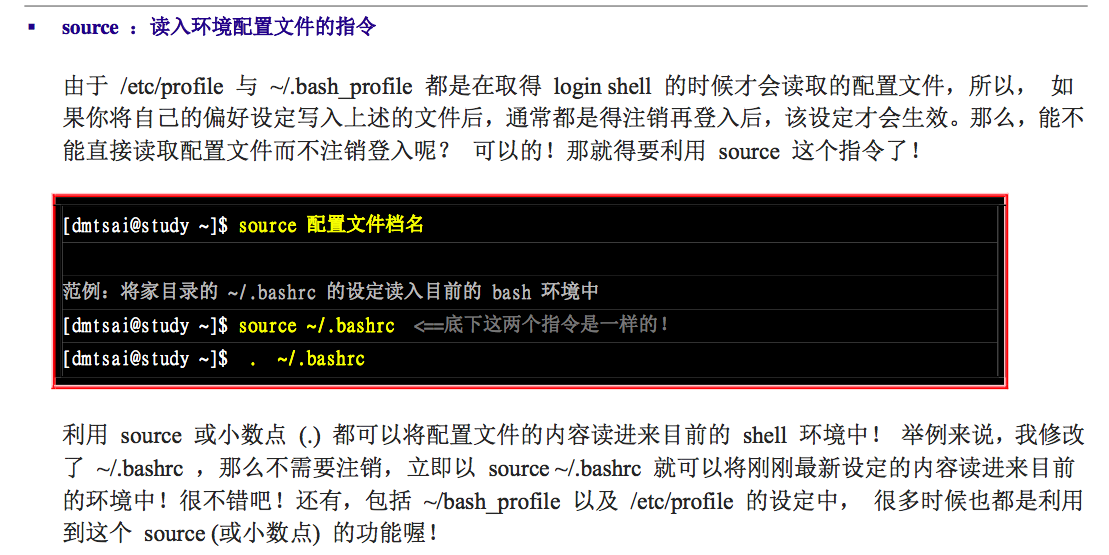 ▪ source ：读入环境配置文件的指令
由于 /etc/profile 与 ~/.bash_profile 都是在取得 login shell 的时候才会读取的配置文件，所以， 如
果你将自己的偏好设定写入上述的文件后，通常都是得注销再登入后，该设定才会生效。那么，能不
能直接读取配置文件而不注销登入呢？ 可以的！那就得要利用 source 这个指令了！
[dmtsai@study ~]$ source 配置文件档名
范例：将家目录的 ~/.bashrc 的设定读入目前的 bash 环境中
[dmtsai@study ~]$ source ~/.bashrc <==底下这两个指令是一样的！
[dmtsai@study ~]$ . ~/.bashrc
利用 source 或小数点 (.) 都可以将配置文件的内容读进来目前的 shell 环境中！ 举例来说，我修改
了 ~/.bashrc ，那么不需要注销，立即以 source ~/.bashrc 就可以将刚刚最新设定的内容读进来目前
的环境中！很不错吧！还有，包括 ~/bash_profile 以及 /etc/profile 的设定中， 很多时候也都是利用
到这个 source (或小数点) 的功能喔！